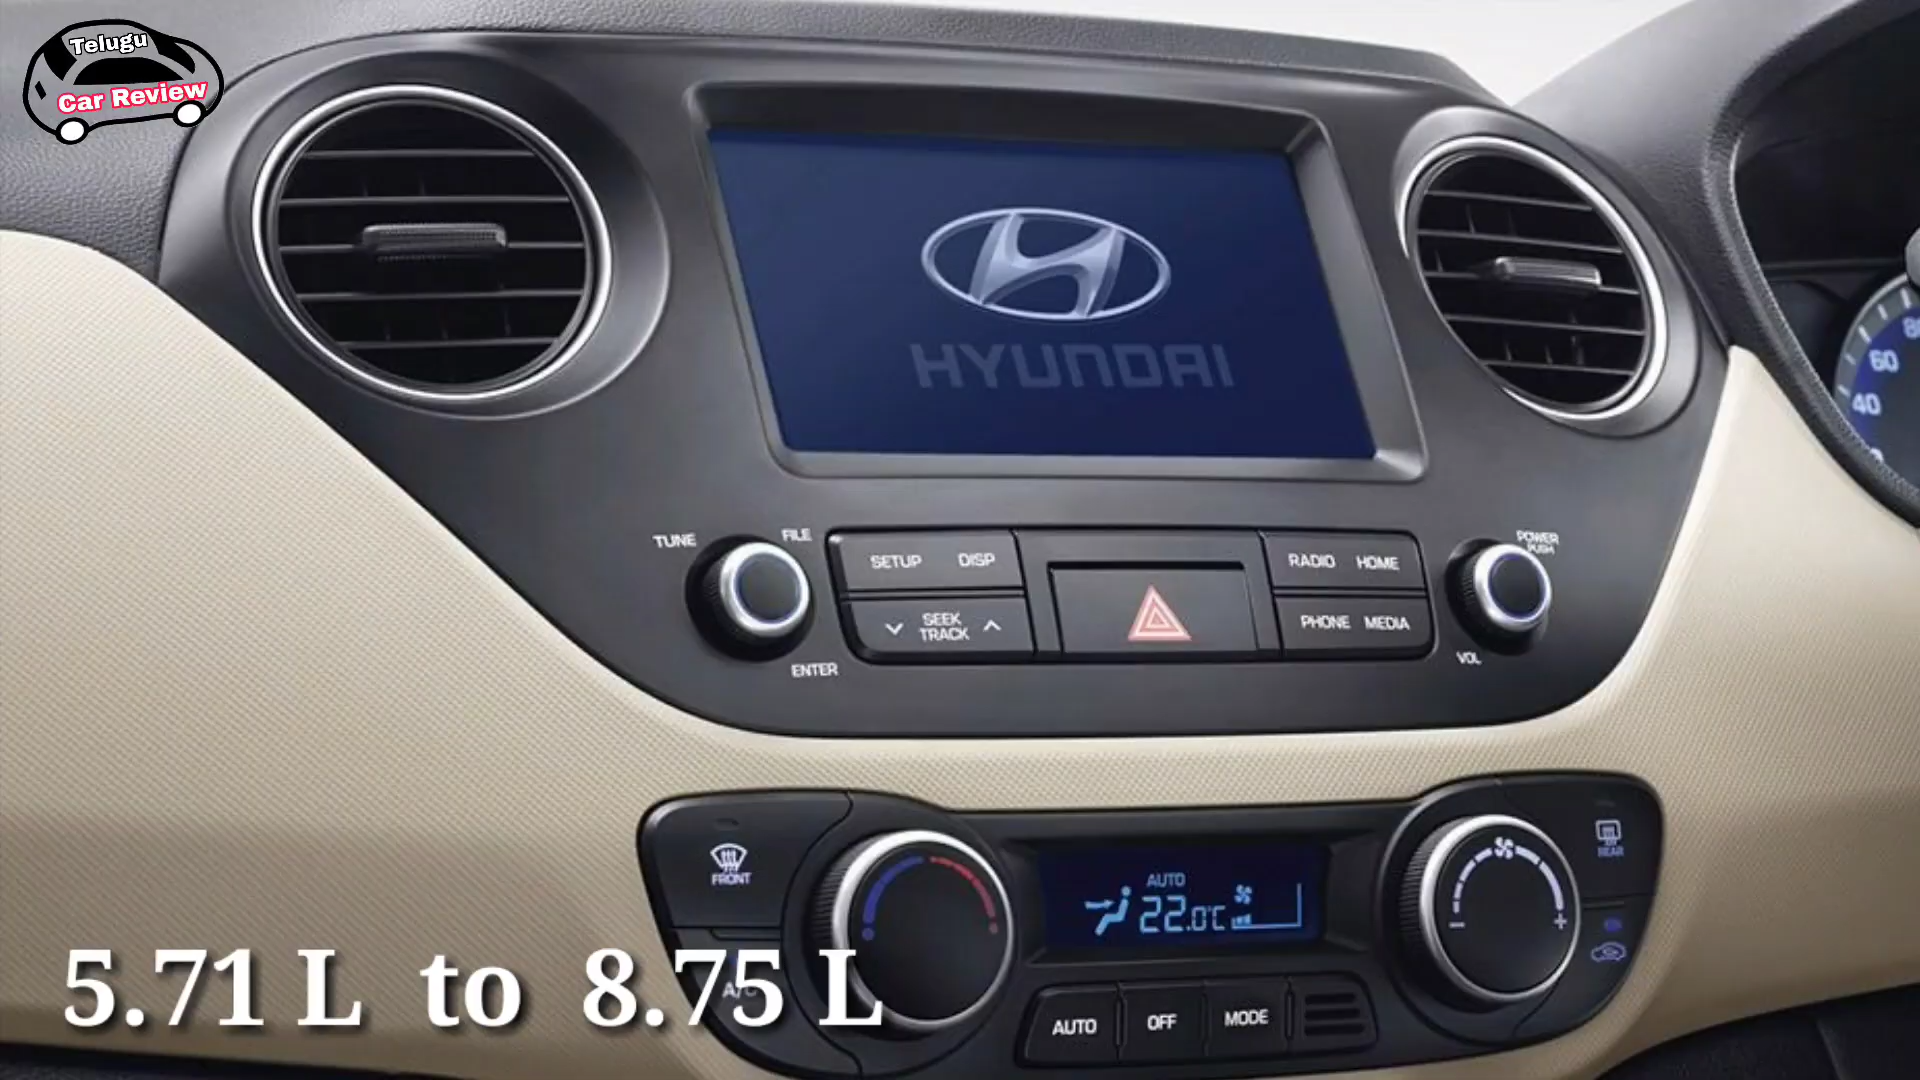 Telugu
Car Review
HYUNDAI
80
60
40
TUNE
FILE
SETUP DISP
RADIO HOME
POWER
PUSH
SEEK
TRACK
PHONE MEDIA
ENTER
VOL
FRONT
REAR
AUTO
22.0°C
A/C
5.71 L to 8.75 L
AUTO
OFF
MODE